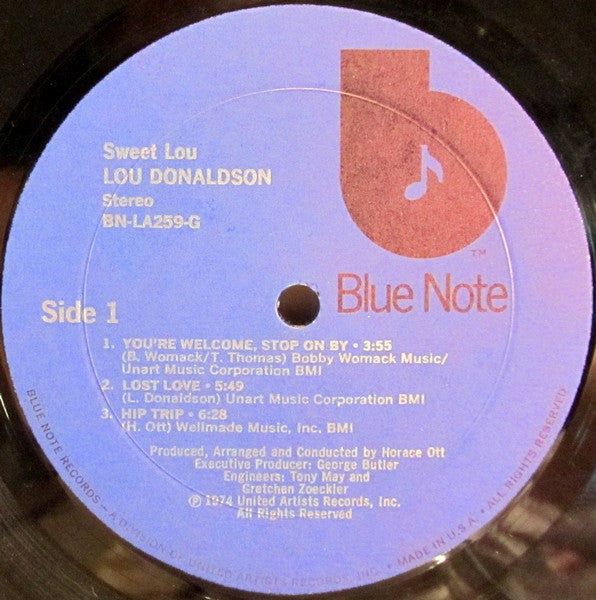 Sweet Lou
LOU DONALDSON
Stereo
BN-LA259-G
TM
Blue Note
Side 1
1. YOU'RE WELCOME, STOP ON BY • 3:55
(B. Womack/T. Thomas) Bobby Womack Music/
Unart Music Corporation BMI
2. LOST LOVE • 5:49
(L. Donaldson) Unart Music Corporation BMI
3. HIP TRIP • 6:28
(H. Ott) Wellmade Music, Inc. BMI
Produced, Arranged and Conducted by Horace Ott
Executive Producer: George Butler
Engineers: Tony May and
Gretchen Zoeckler
℗ 1974 United Artists Records, Inc.
All Rights Reserved
BLUE NOTE RECORDS – A DIVISION OF UNITED ARTISTS RECORDS, INC. • MADE IN U.S.A. • ALL RIGHTS RESERVED